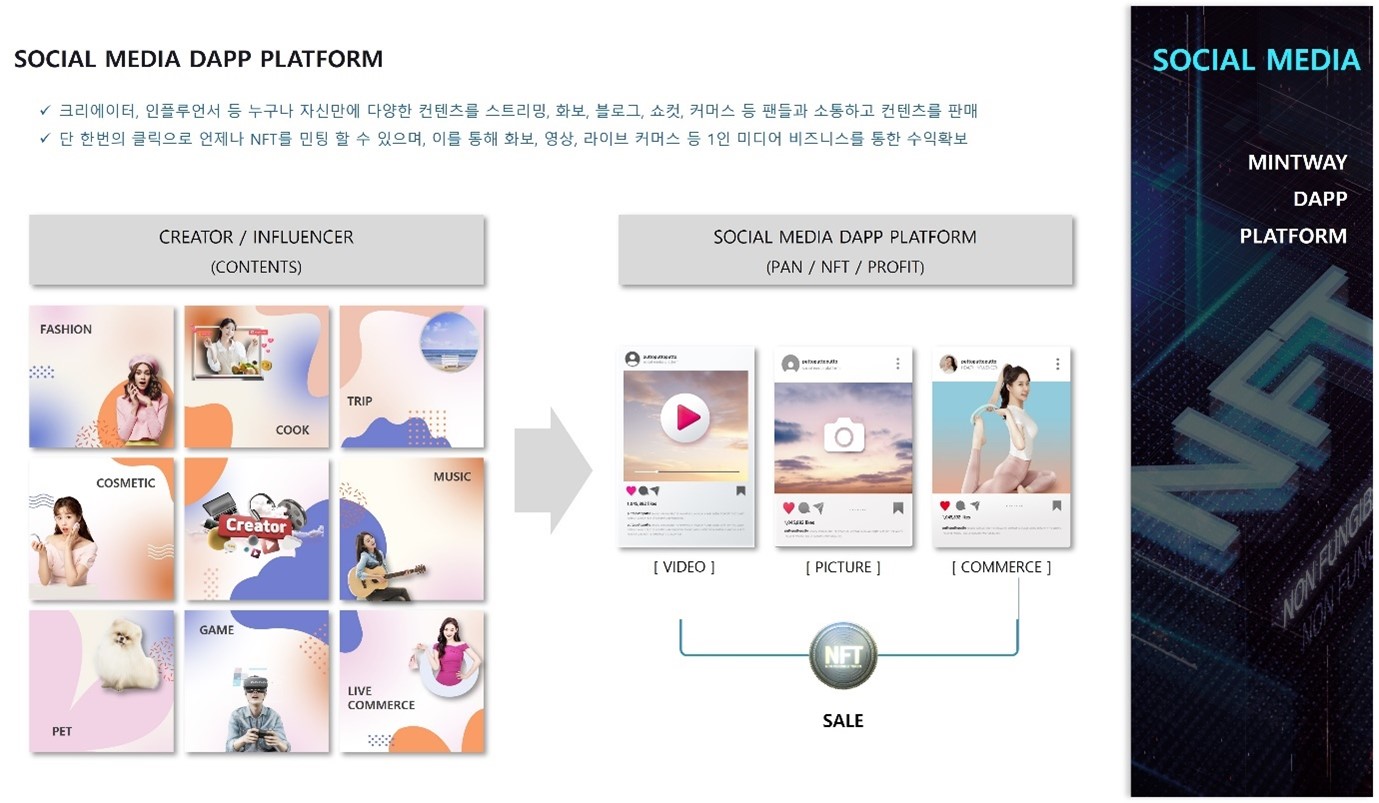 SOCIAL MEDIA DAPP PLATFORM
✓ 크리에이터, 인플루언서 등 누구나 자신만에 다양한 컨텐츠를 스트리밍, 화보, 블로그, 쇼컷, 커머스 등 팬들과 소통하고 컨텐츠를 판매
✓ 단 한번의 클릭으로 언제나 NFT를 민팅 할 수 있으며, 이를 통해 화보, 영상, 라이브 커머스 등 1인 미디어 비즈니스를 통한 수익확보
CREATOR / INFLUENCER
(CONTENTS)
FASHION
COOK
TRIP
COSMETIC
Creator
MUSIC
PET
GAME
LIVE
COMMERCE
SOCIAL MEDIA DAPP PLATFORM
(PAN / NFT / PROFIT)
[ VIDEO ]
[ PICTURE ]
[ COMMERCE ]
NFT
SALE
SOCIAL MEDIA
MINTWAY
DAPP
PLATFORM
NFT